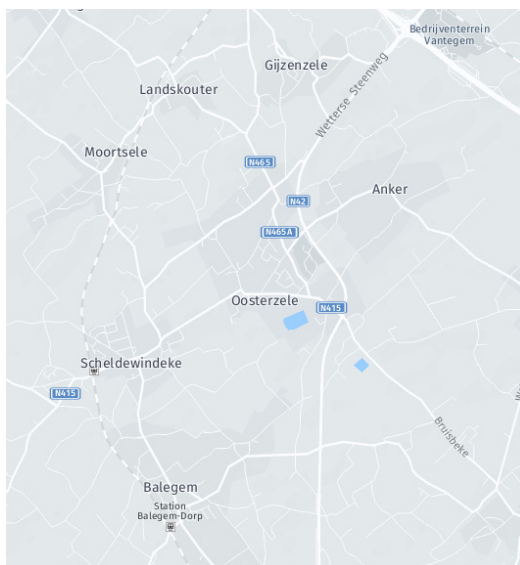 Bedrijventerrein
Vantegem
Gijzenzele
Landskouter
Wetterse Steenweg
Moortsele
N465
Anker
N42
N465A
Oosterzele
N415
Scheldewindeke
N415
Bruisbeke
Balegem
Station
Balegem-Dorp